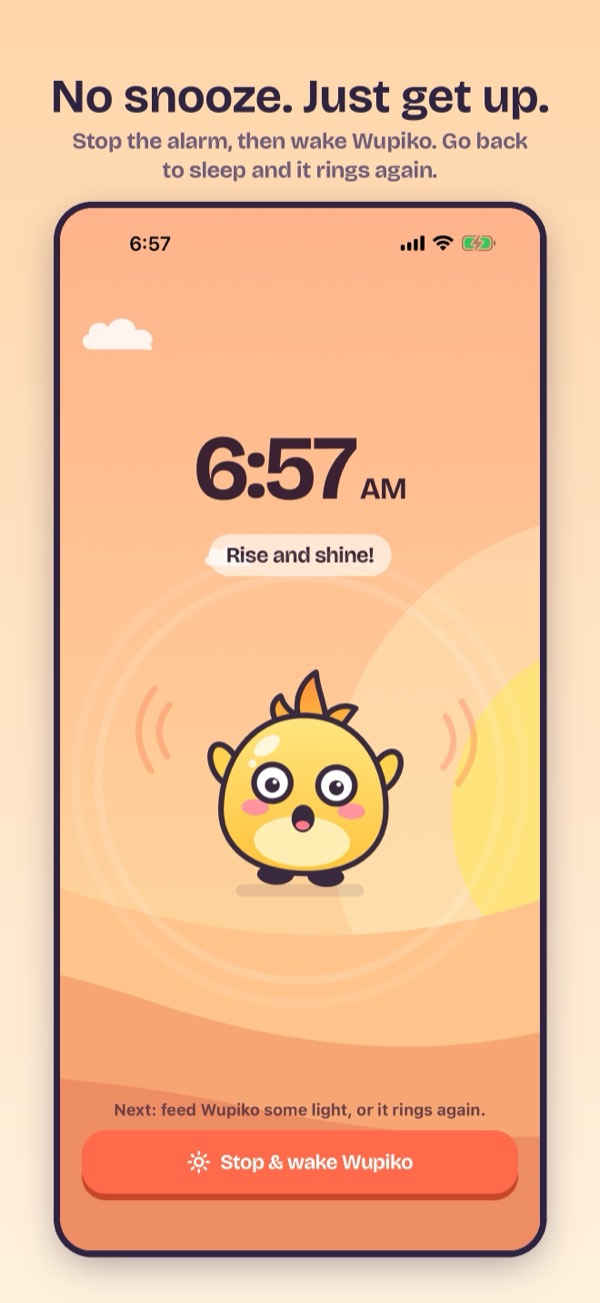 No snooze. Just get up.
Stop the alarm, then wake Wupiko. Go back
to sleep and it rings again.
6:57
6:57 AM
Rise and shine!
Next: feed Wupiko some light, or it rings again.
Stop & wake Wupiko